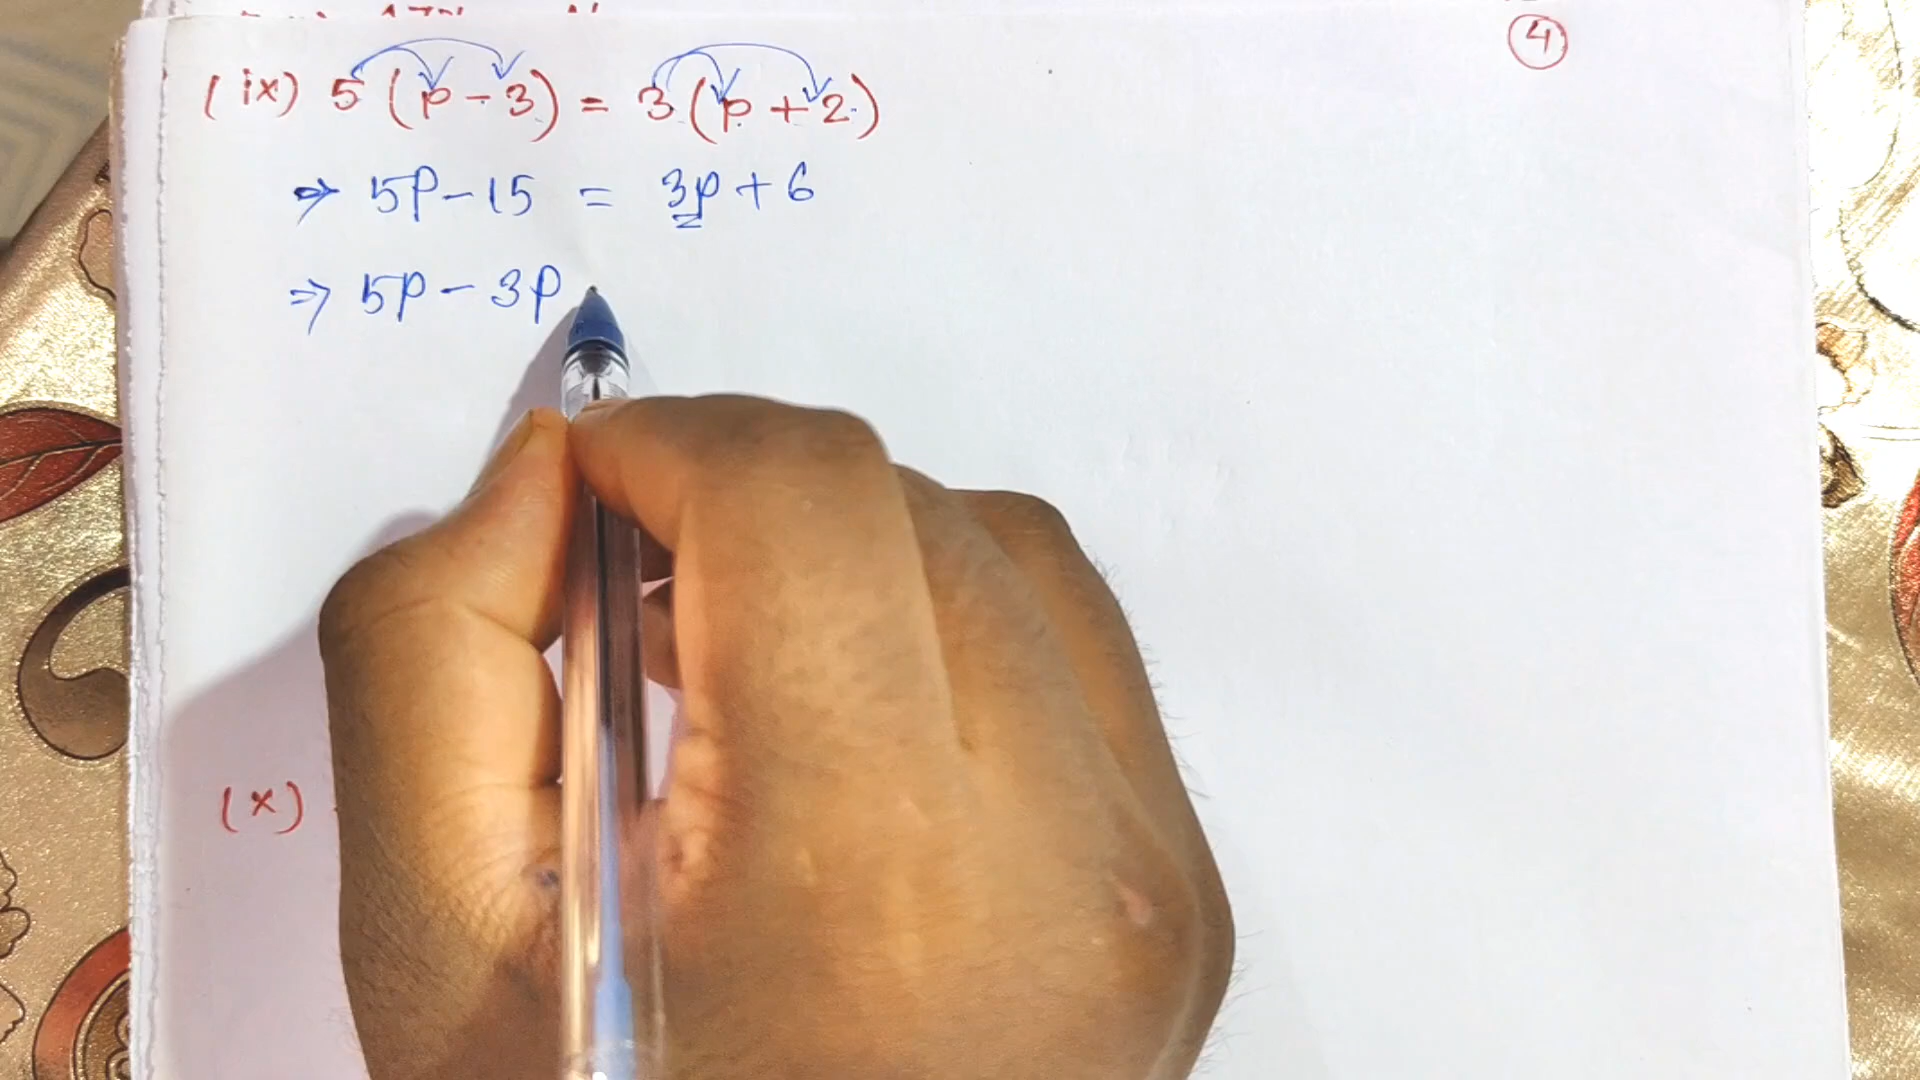 4
(ix) 5(p-3) = 3(p+2)
⇒ 5p-15 = 3p+6
⇒ 5p-3p
(x)